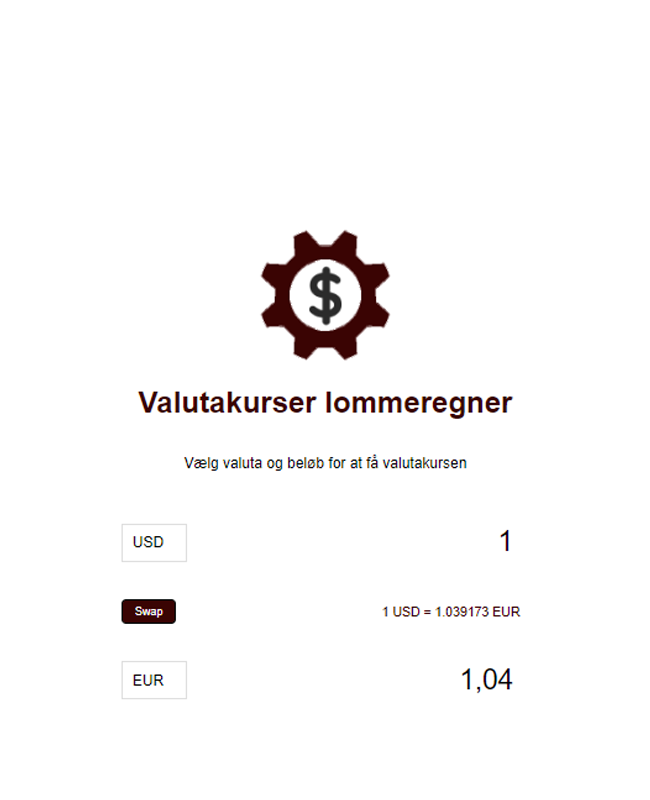 $
Valutakurser lommeregner
Vælg valuta og beløb for at få valutakursen
USD 1
Swap 1 USD = 1.039173 EUR
EUR 1,04